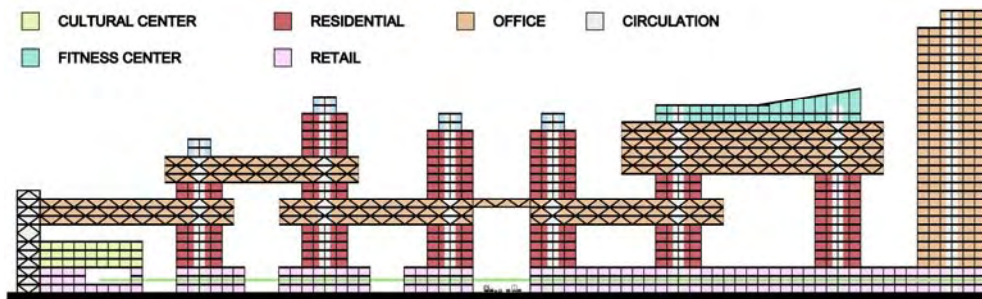 CULTURAL CENTER
RESIDENTIAL
OFFICE
CIRCULATION
FITNESS CENTER
RETAIL